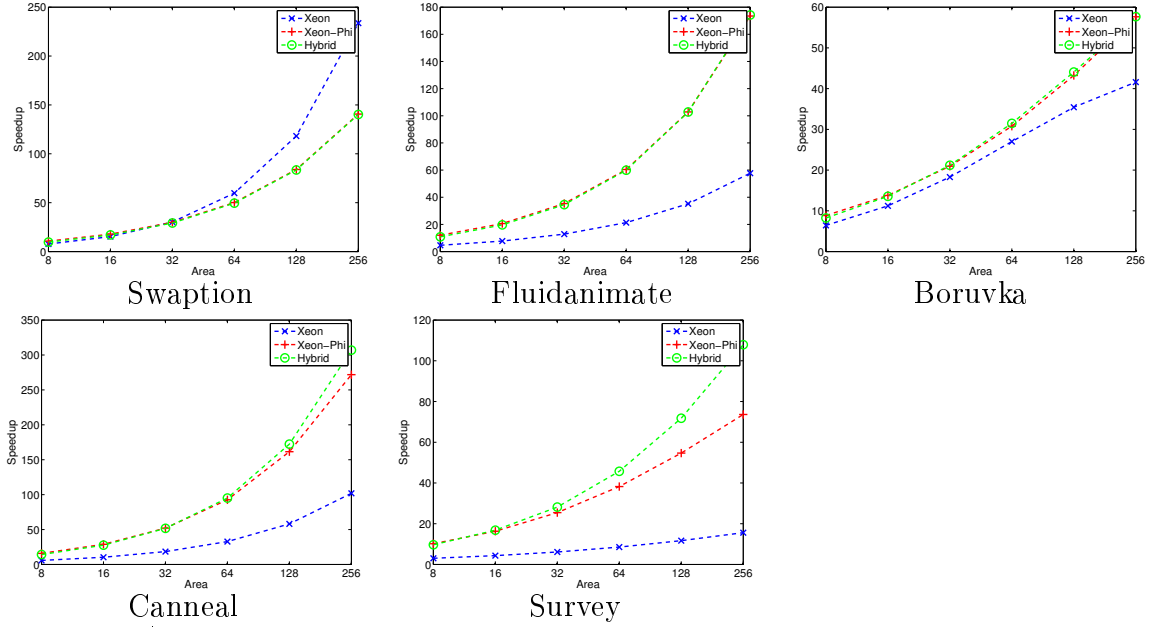 250
200
150
100
50
0
Speedup
8 16 32 64 128 256
Area
Xeon
Xeon-Phi
Hybrid
Swaption
180
160
140
120
100
80
60
40
20
0
Speedup
8 16 32 64 128 256
Area
Xeon
Xeon-Phi
Hybrid
Fluidanimate
60
50
40
30
20
10
0
Speedup
8 16 32 64 128 256
Area
Xeon
Xeon-Phi
Hybrid
Boruvka
350
300
250
200
150
100
50
0
Speedup
8 16 32 64 128 256
Area
Xeon
Xeon-Phi
Hybrid
Canneal
120
100
80
60
40
20
0
Speedup
8 16 32 64 128 256
Area
Xeon
Xeon-Phi
Hybrid
Survey